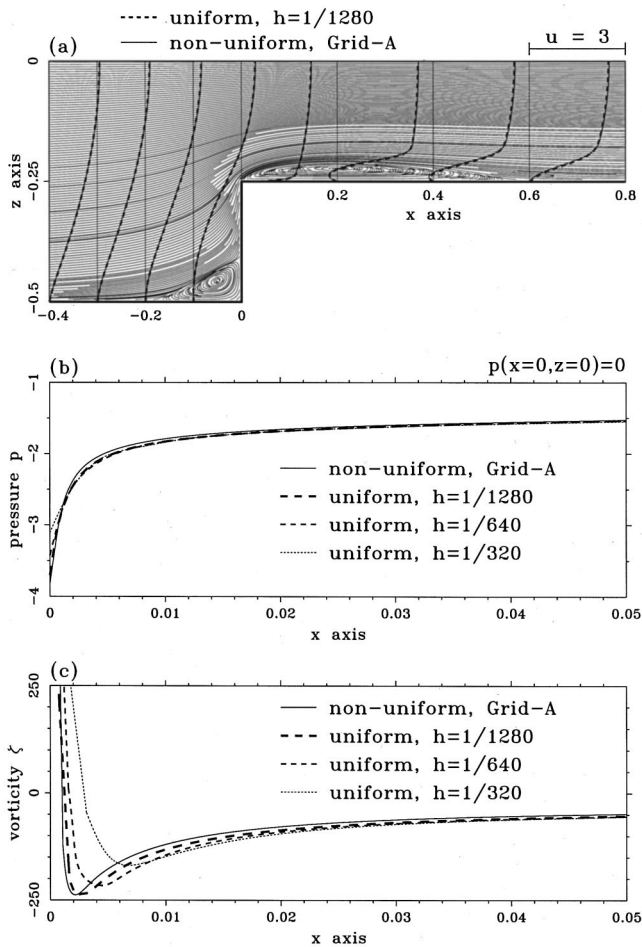 uniform, h=1/1280
(a) non-uniform, Grid-A u = 3
0
z axis
-0.25
0 0.2 0.4 0.6 0.8
x axis
-0.5
-0.4 -0.2 0
(b) p(x=0,z=0)=0
-1
pressure p
-2
non-uniform, Grid-A
uniform, h=1/1280
-3
uniform, h=1/640
uniform, h=1/320
-4
0 0.01 0.02 0.03 0.04 0.05
x axis
(c)
250
vorticity ζ
non-uniform, Grid-A
uniform, h=1/1280
0
uniform, h=1/640
uniform, h=1/320
-250
0 0.01 0.02 0.03 0.04 0.05
x axis